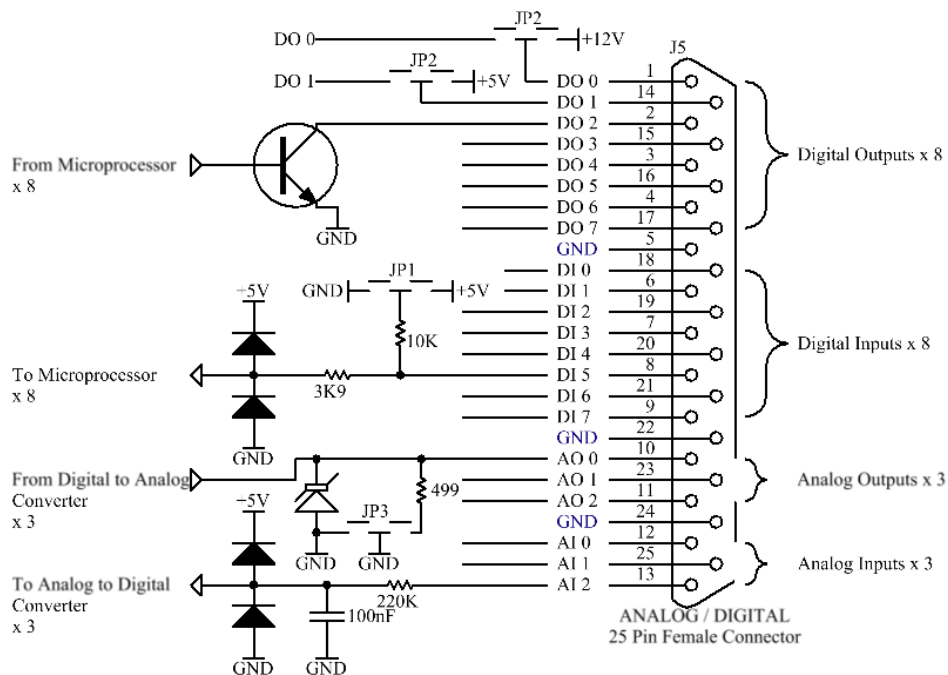 JP2
DO 0
+12V
J5
JP2
DO 1
+5V
DO 0 1
DO 1 14
DO 2 2
DO 3 15
DO 4 3
DO 5 16
DO 6 4
DO 7 17
GND 5
DI 0 18
DI 1 6
DI 2 19
DI 3 7
DI 4 20
DI 5 8
DI 6 21
DI 7 9
GND 22
AO 0 10
AO 1 23
AO 2 11
GND 24
AI 0 12
AI 1 25
AI 2 13
Digital Outputs x 8
Digital Inputs x 8
Analog Outputs x 3
Analog Inputs x 3
From Microprocessor
x 8
GND
JP1
GND
+5V
+5V
10K
To Microprocessor
x 8
3K9
GND
From Digital to Analog
Converter
x 3
499
JP3
+5V
GND
GND
To Analog to Digital
Converter
x 3
220K
100nF
GND
GND
ANALOG / DIGITAL
25 Pin Female Connector